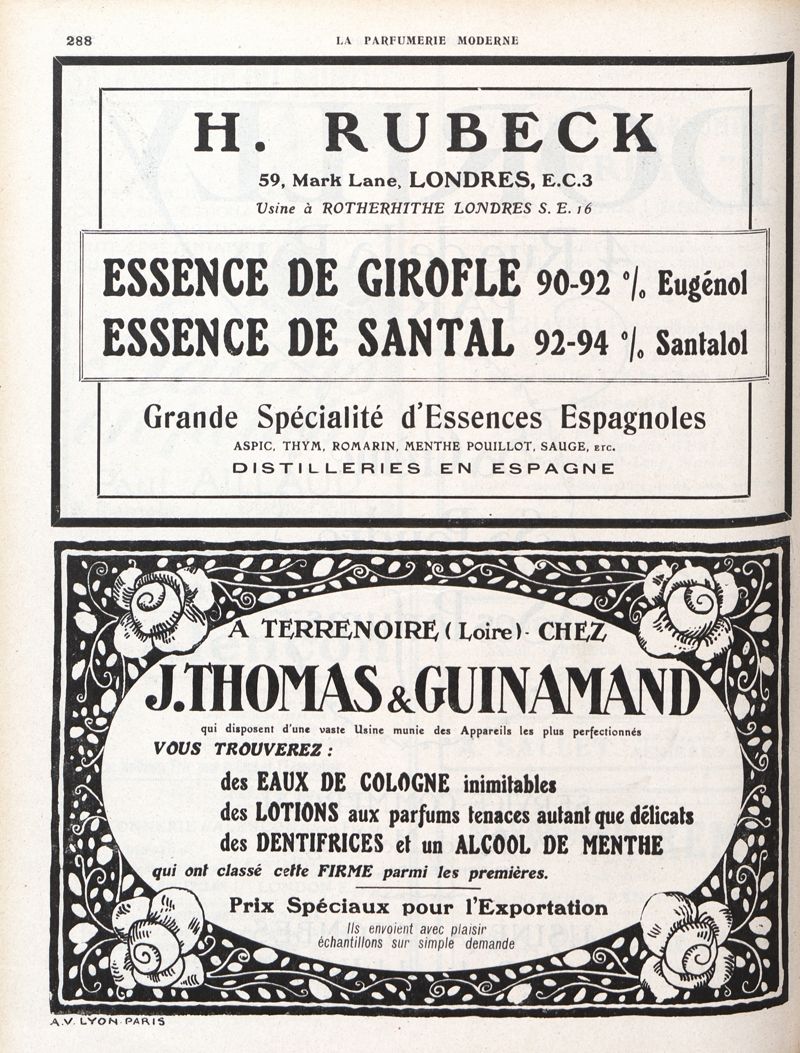 288
LA PARFUMERIE MODERNE
H. RUBECK
59, Mark Lane, LONDRES, E.C.3
Usine à ROTHERHITHE LONDRES S. E. 16
ESSENCE DE GIROFLE 90-92 % Eugénol
ESSENCE DE SANTAL 92-94 % Santalol
Grande Spécialité d'Essences Espagnoles
ASPIC, THYM, ROMARIN, MENTHE POUILLOT, SAUGE, ETC.
DISTILLERIES EN ESPAGNE
A TERRENOIRE (Loire) - CHEZ
J. THOMAS & GUINAMAND
qui disposent d'une vaste Usine munie des Appareils les plus perfectionnés
VOUS TROUVEREZ :
des EAUX DE COLOGNE inimitables
des LOTIONS aux parfums tenaces autant que délicats
des DENTIFRICES et un ALCOOL DE MENTHE
qui ont classé cette FIRME parmi les premières.
Prix Spéciaux pour l'Exportation
Ils envoient avec plaisir
échantillons sur simple demande
A.V. LYON-PARIS